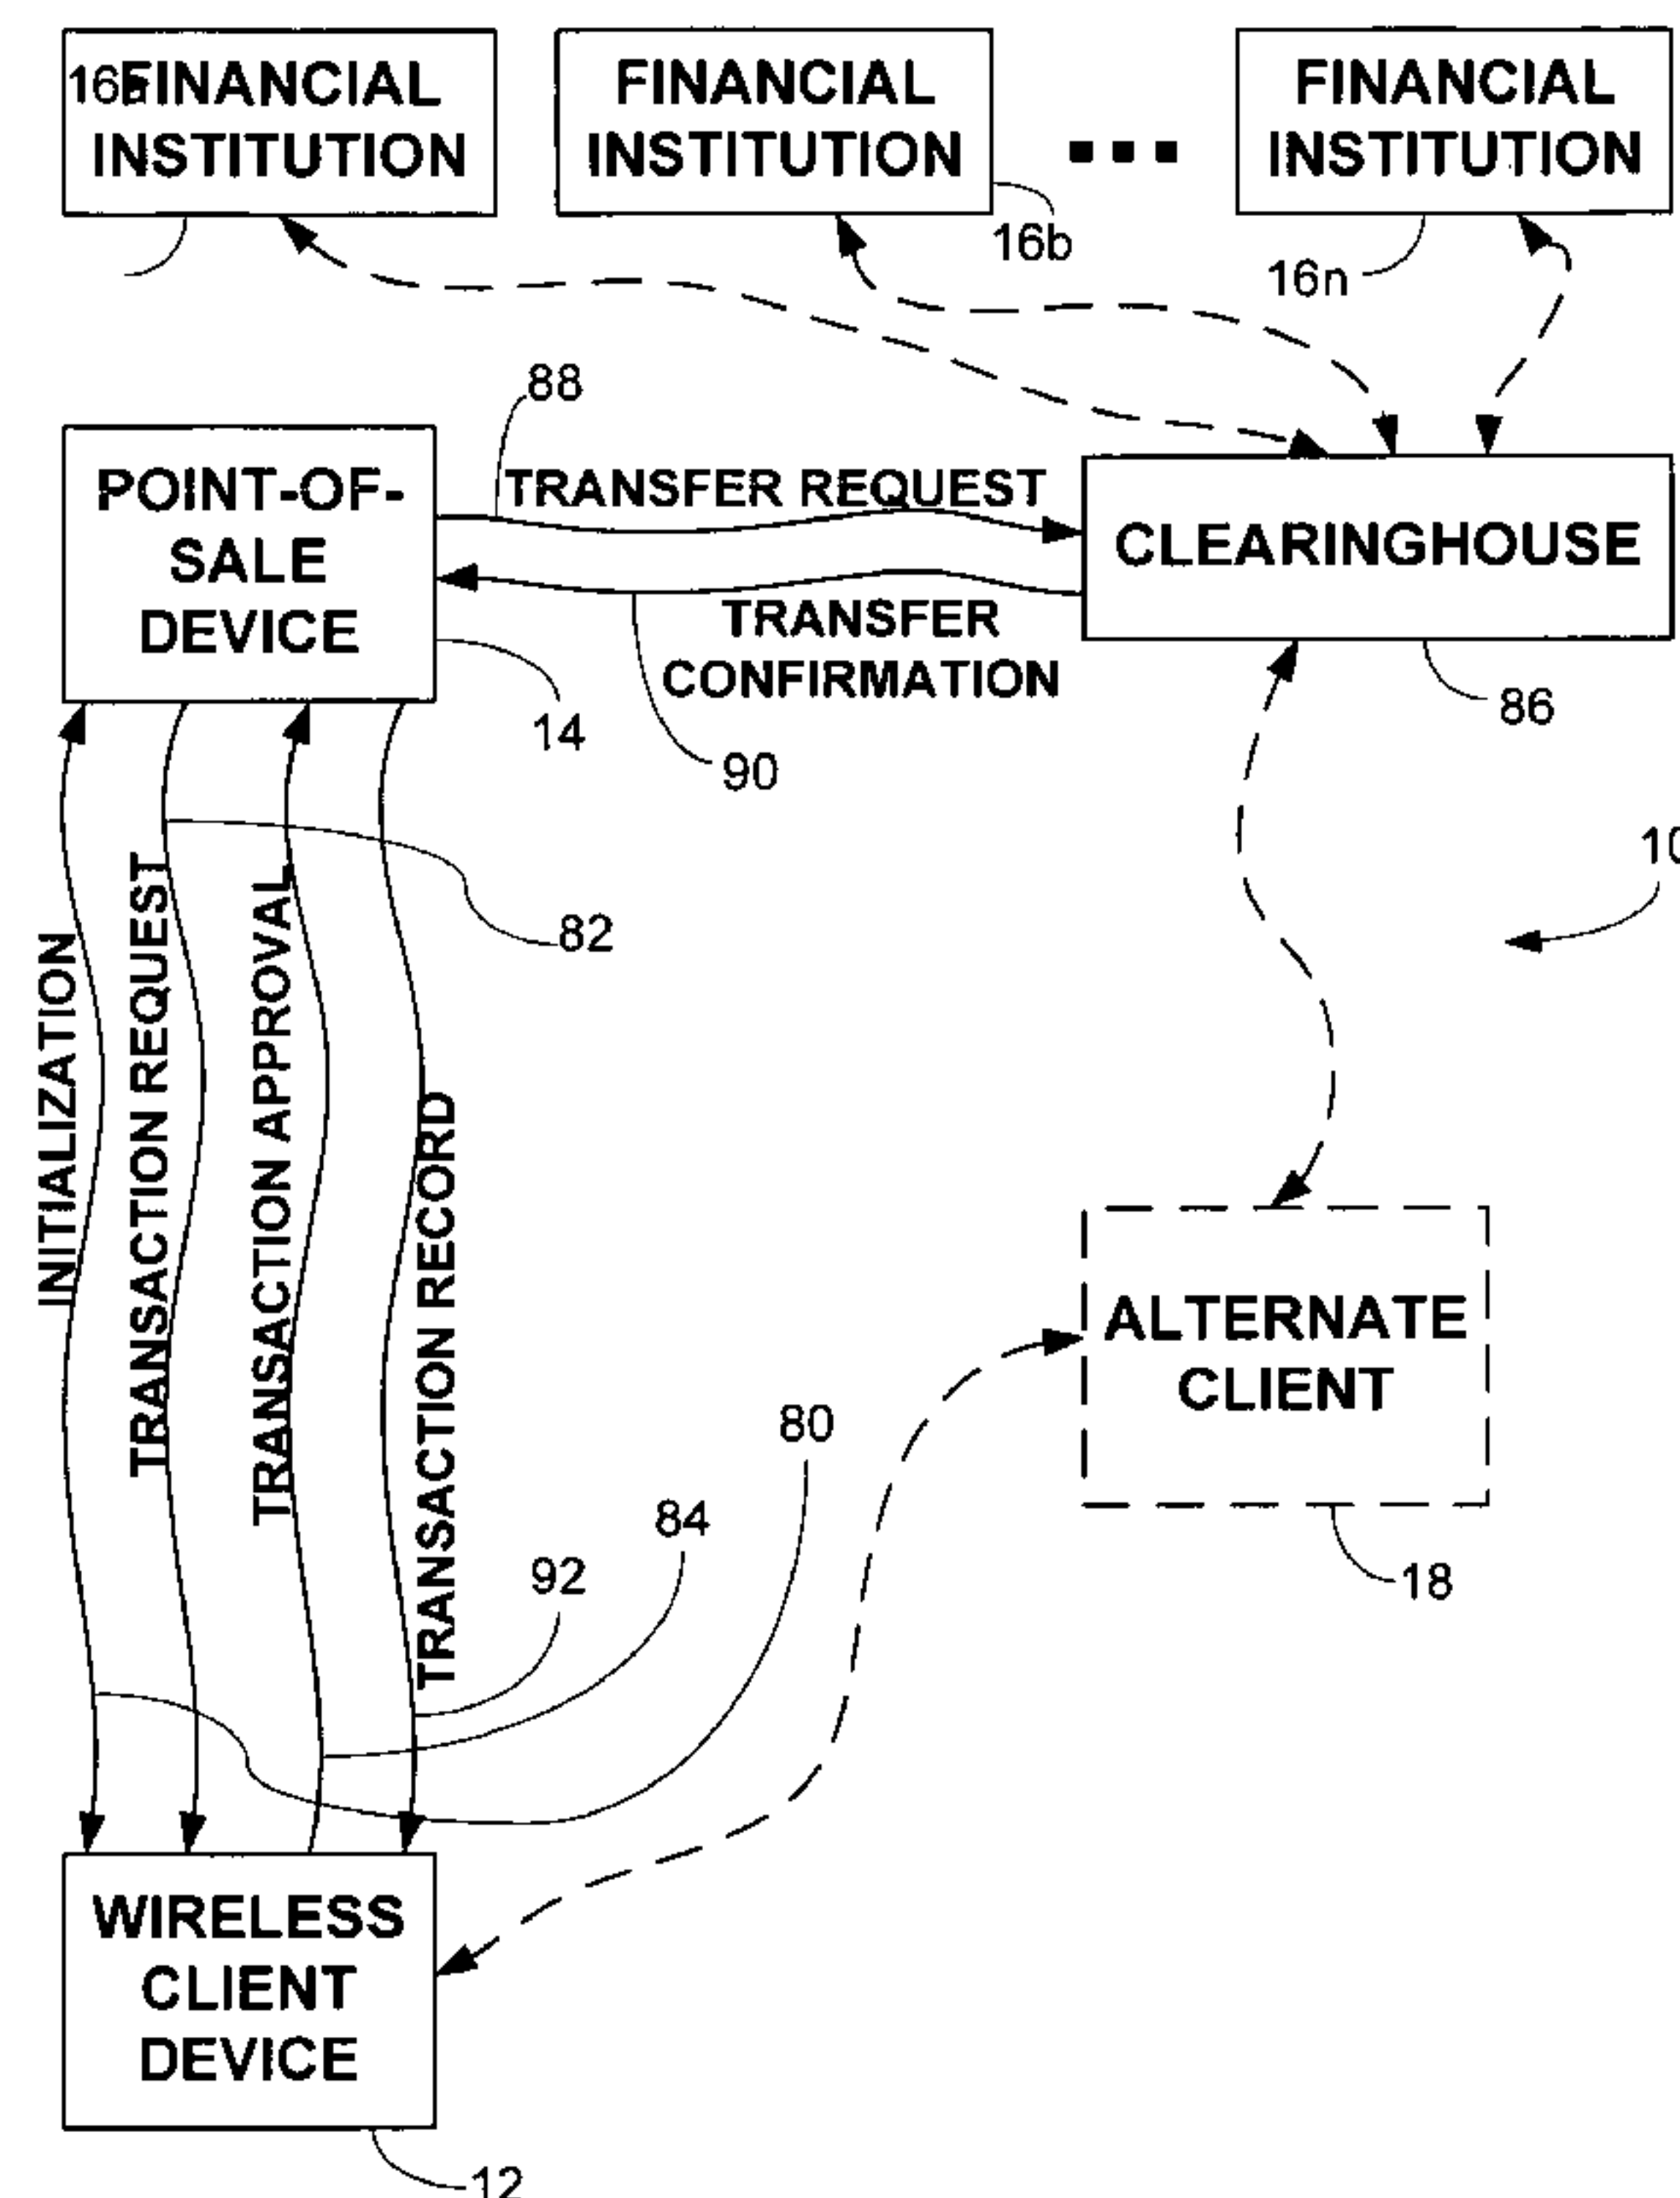 FINANCIAL
INSTITUTION
FINANCIAL
INSTITUTION
FINANCIAL
INSTITUTION
16b
16n
88
POINT-OF-
SALE
DEVICE
TRANSFER REQUEST
CLEARINGHOUSE
TRANSFER
CONFIRMATION
14
90
86
10
82
INITIALIZATION
TRANSACTION REQUEST
TRANSACTION APPROVAL
TRANSACTION RECORD
ALTERNATE
CLIENT
80
84
92
18
WIRELESS
CLIENT
DEVICE
12